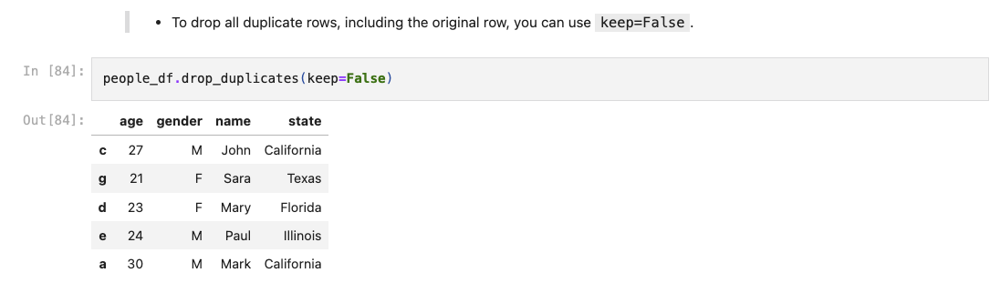 • To drop all duplicate rows, including the original row, you can use keep=False .
In [84]: people_df.drop_duplicates(keep=False)
Out[84]: age gender name state
c 27 M John California
g 21 F Sara Texas
d 23 F Mary Florida
e 24 M Paul Illinois
a 30 M Mark California